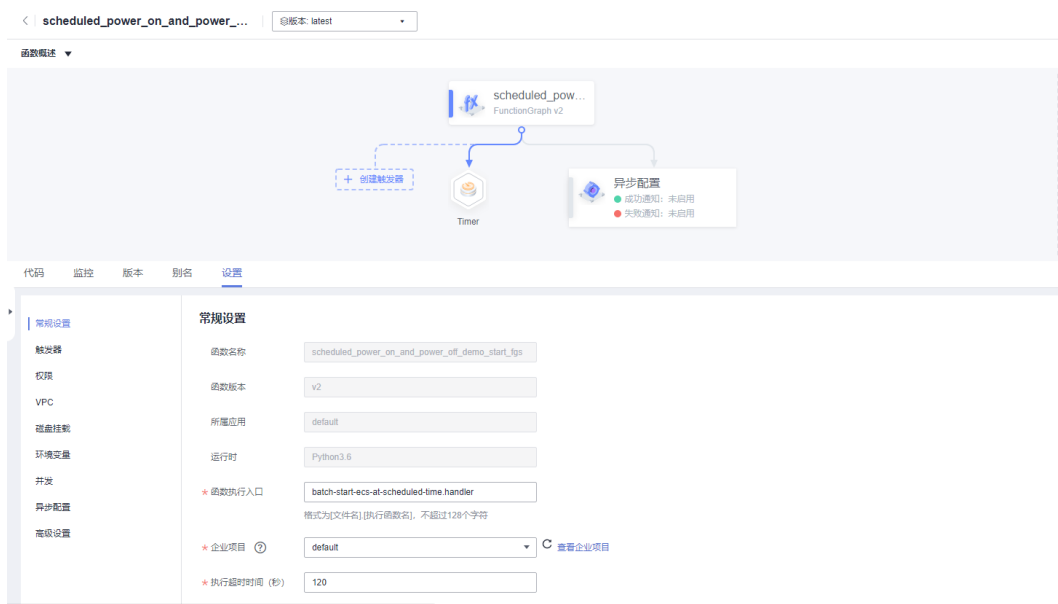 scheduled_power_on_and_power_...
版本: latest
函数概述
scheduled_pow...
FunctionGraph v2
创建触发器
Timer
异步配置
成功通知：未启用
失败通知：未启用
代码 监控 版本 别名 设置
常规设置
触发器
权限
VPC
磁盘挂载
环境变量
并发
异步配置
高级设置
常规设置
函数名称 scheduled_power_on_and_power_off_demo_start_fgs
函数版本 v2
所属应用 default
运行时 Python3.6
* 函数执行入口 batch-start-ecs-at-scheduled-time.handler
格式为[文件名].[执行函数名]，不超过128个字符
* 企业项目 ? default 查看企业项目
* 执行超时时间（秒） 120